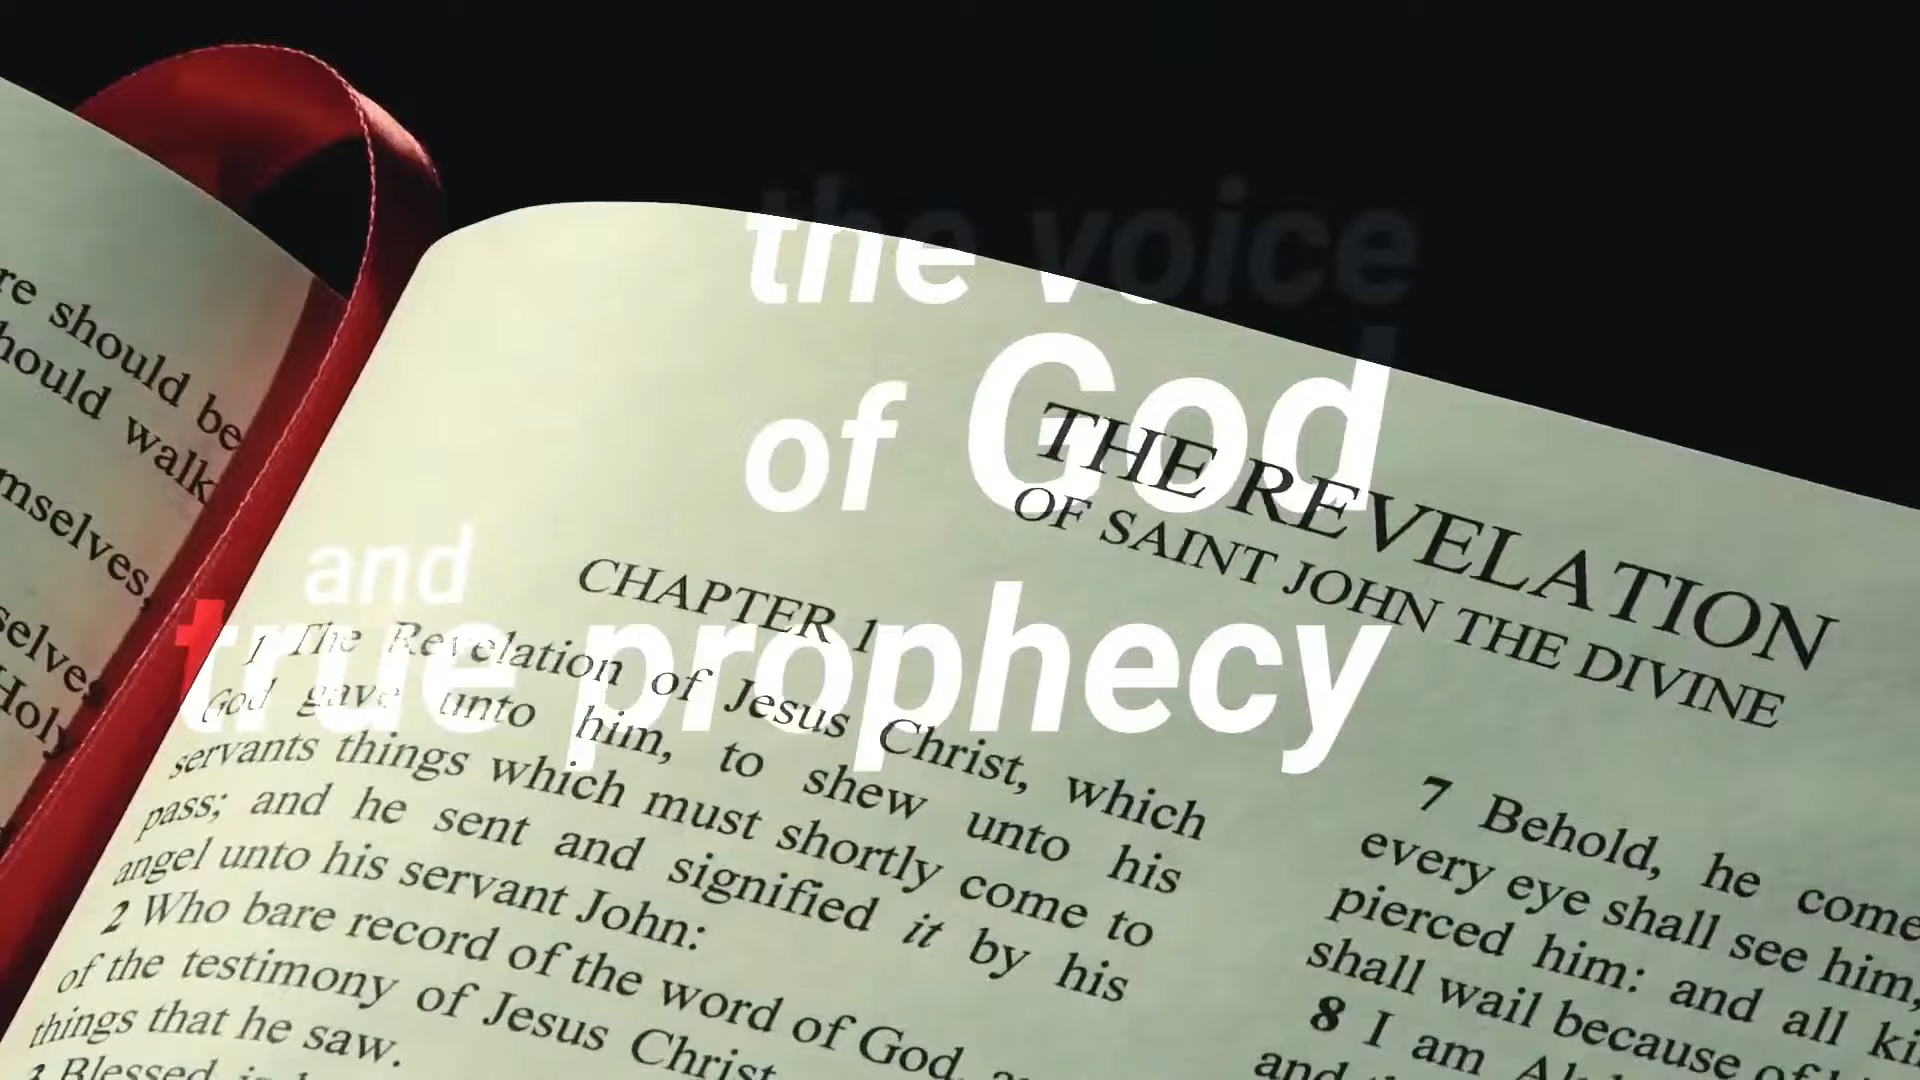 the voice
of God
and
true prophecy
re should be
hould walk
mselves,
selves
Holy
THE REVELATION
OF SAINT JOHN THE DIVINE
CHAPTER 1
1 The Revelation of Jesus Christ, which
God gave unto him, to shew unto his
servants things which must shortly come to
pass; and he sent and signified it by his
angel unto his servant John:
2 Who bare record of the word of God,
of the testimony of Jesus Christ
things that he saw.
3 Blessed
7 Behold, he come
every eye shall see him,
pierced him: and all ki
shall wail because of
8 I am
and